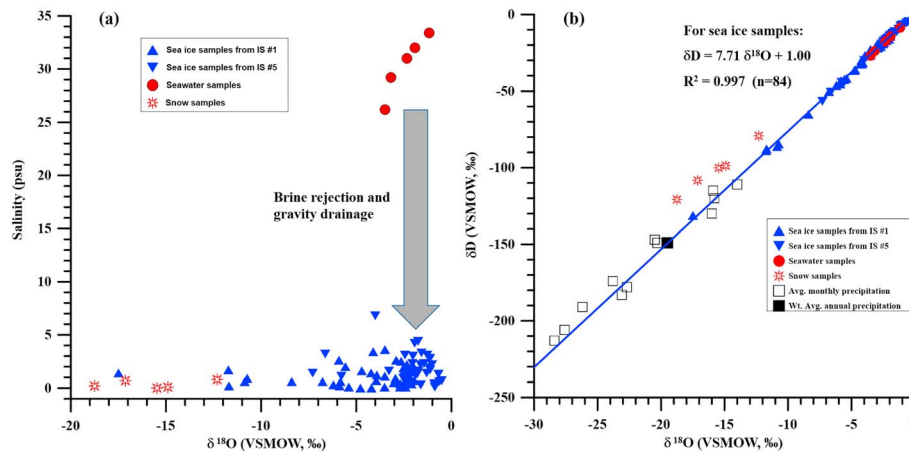 (a)
Sea ice samples from IS #1
Sea ice samples from IS #5
Seawater samples
Snow samples
Brine rejection and
gravity drainage
Salinity (psu)
35
30
25
20
15
10
5
0
-20
-15
-10
-5
0
δ 18O (VSMOW, ‰)
(b)
For sea ice samples:
δD = 7.71 δ18O + 1.00
R2 = 0.997 (n=84)
δD (VSMOW, ‰)
0
-50
-100
-150
-200
-250
Sea ice samples from IS #1
Sea ice samples from IS #5
Seawater samples
Snow samples
Avg. monthly precipitation
Wt. Avg. annual precipitation
-30
-25
-20
-15
-10
-5
0
δ18O (VSMOW, ‰)